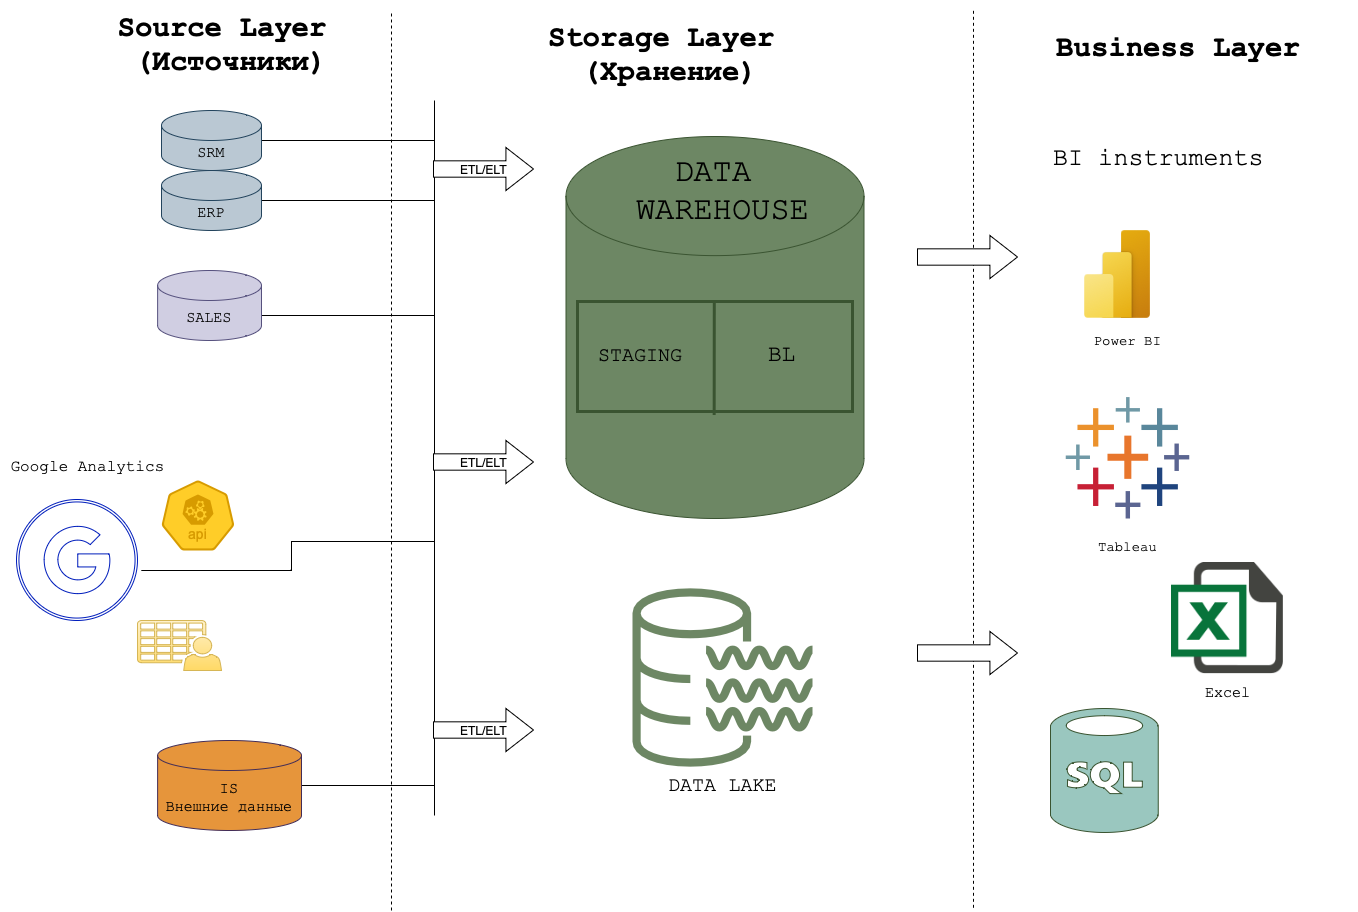 Source Layer
(Источники)
SRM
ERP
SALES
Google Analytics
api
IS
Внешние данные
ETL/ELT
ETL/ELT
ETL/ELT
Storage Layer
(Хранение)
DATA
WAREHOUSE
STAGING
BL
DATA LAKE
Business Layer
BI instruments
Power BI
Tableau
X
Excel
SQL